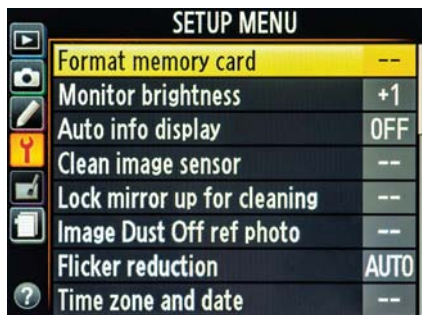 SETUP MENU
Format memory card --
Monitor brightness +1
Auto info display OFF
Clean image sensor --
Lock mirror up for cleaning --
Image Dust Off ref photo --
Flicker reduction AUTO
? Time zone and date --